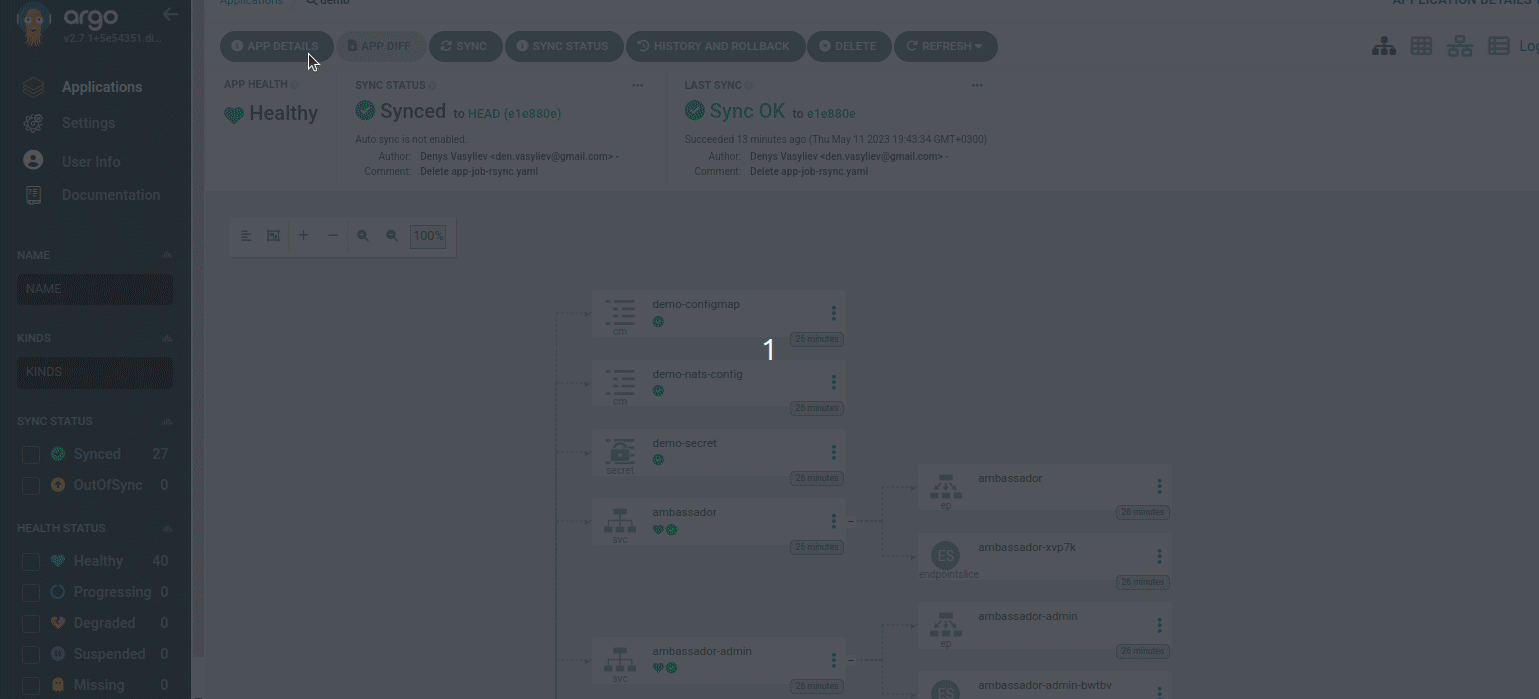 Applications demo
APPLICATION DETAILS
argo
v2.7.1+5e54351.di...
APP DETAILS
APP DIFF
SYNC
SYNC STATUS
HISTORY AND ROLLBACK
DELETE
REFRESH
Log
Applications
Settings
User Info
Documentation
APP HEALTH
Healthy
SYNC STATUS
...
Synced to HEAD (e1e880e)
Auto sync is not enabled.
Author: Denys Vasyliev <den.vasyliev@gmail.com> -
Comment: Delete app-job-rsync.yaml
LAST SYNC
...
Sync OK to e1e880e
Succeeded 13 minutes ago (Thu May 11 2023 19:43:34 GMT+0300)
Author: Denys Vasyliev <den.vasyliev@gmail.com> -
Comment: Delete app-job-rsync.yaml
NAME
NAME
KINDS
KINDS
SYNC STATUS
Synced 27
OutOfSync 0
HEALTH STATUS
Healthy 40
Progressing 0
Degraded 0
Suspended 0
Missing 0
100%
1
demo-configmap
cm
26 minutes
demo-nats-config
cm
26 minutes
demo-secret
secret
26 minutes
ambassador
svc
26 minutes
ambassador
ep
26 minutes
ES
ambassador-xvp7k
endpointslice
26 minutes
ambassador-admin
ep
26 minutes
ambassador-admin
svc
26 minutes
ES
ambassador-admin-bwtbv